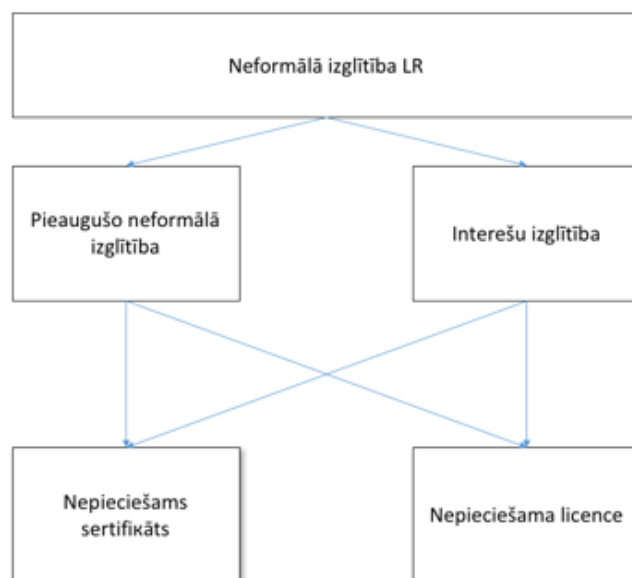 Neformālā izglītība LR
Pieaugušo neformālā
izglītība
Interešu izglītība
Nepieciešams
sertifikāts
Nepieciešama licence